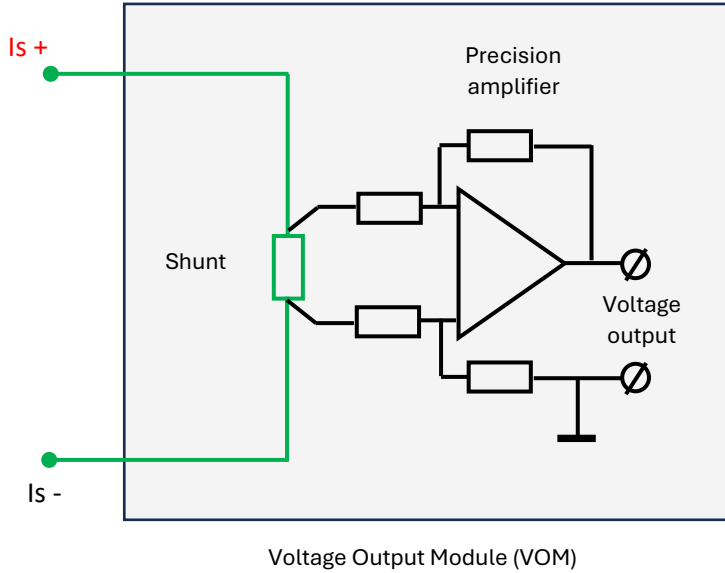 Is +
Precision
amplifier
Shunt
Voltage
output
Is -
Voltage Output Module (VOM)